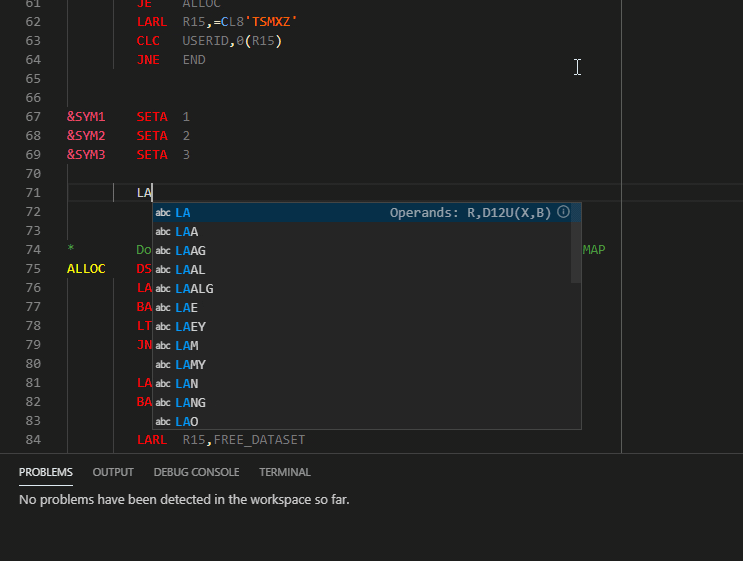 61 JE ALLOC
62 LARL R15,=CL8'TSMXZ'
63 CLC USERID,0(R15)
64 JNE END
65
66
67 &SYM1 SETA 1
68 &SYM2 SETA 2
69 &SYM3 SETA 3
70
71 LA
72 abc LA Operands: R,D12U(X,B)
73 abc LAA
74 * Do abc LAAG MAP
75 ALLOC DS abc LAAL
76 LA abc LAALG
77 BA abc LAE
78 LT abc LAEY
79 JN abc LAM
80 abc LAMY
81 LA abc LAN
82 BA abc LANG
83 abc LAO
84 LARL R15,FREE_DATASET
PROBLEMS OUTPUT DEBUG CONSOLE TERMINAL
No problems have been detected in the workspace so far.